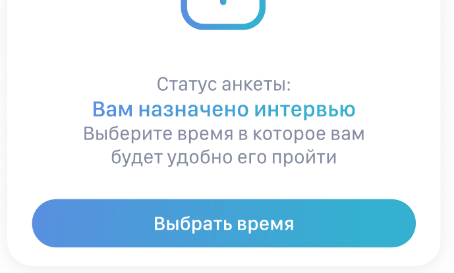 Статус анкеты:
Вам назначено интервью
Выберите время в которое вам
будет удобно его пройти
Выбрать время